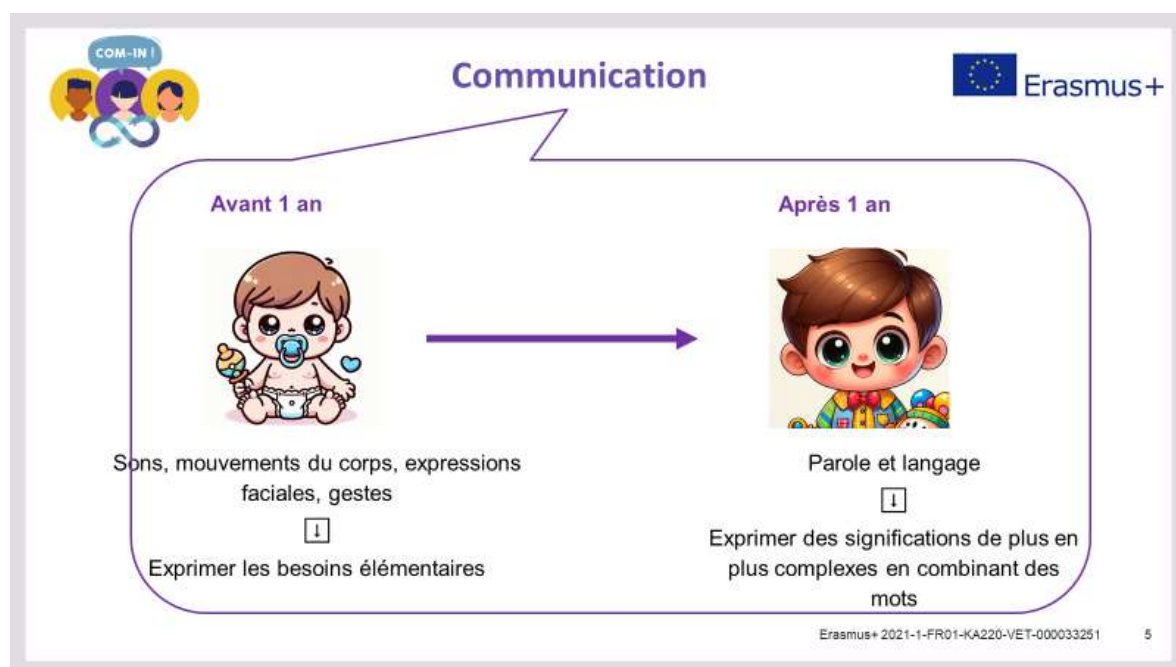 COM-IN !
Communication
Erasmus+
Avant 1 an
Après 1 an
Sons, mouvements du corps, expressions
faciales, gestes
↓
Exprimer les besoins élémentaires
Parole et langage
↓
Exprimer des significations de plus en
plus complexes en combinant des
mots
Erasmus+ 2021-1-FR01-KA220-VET-000033251
5